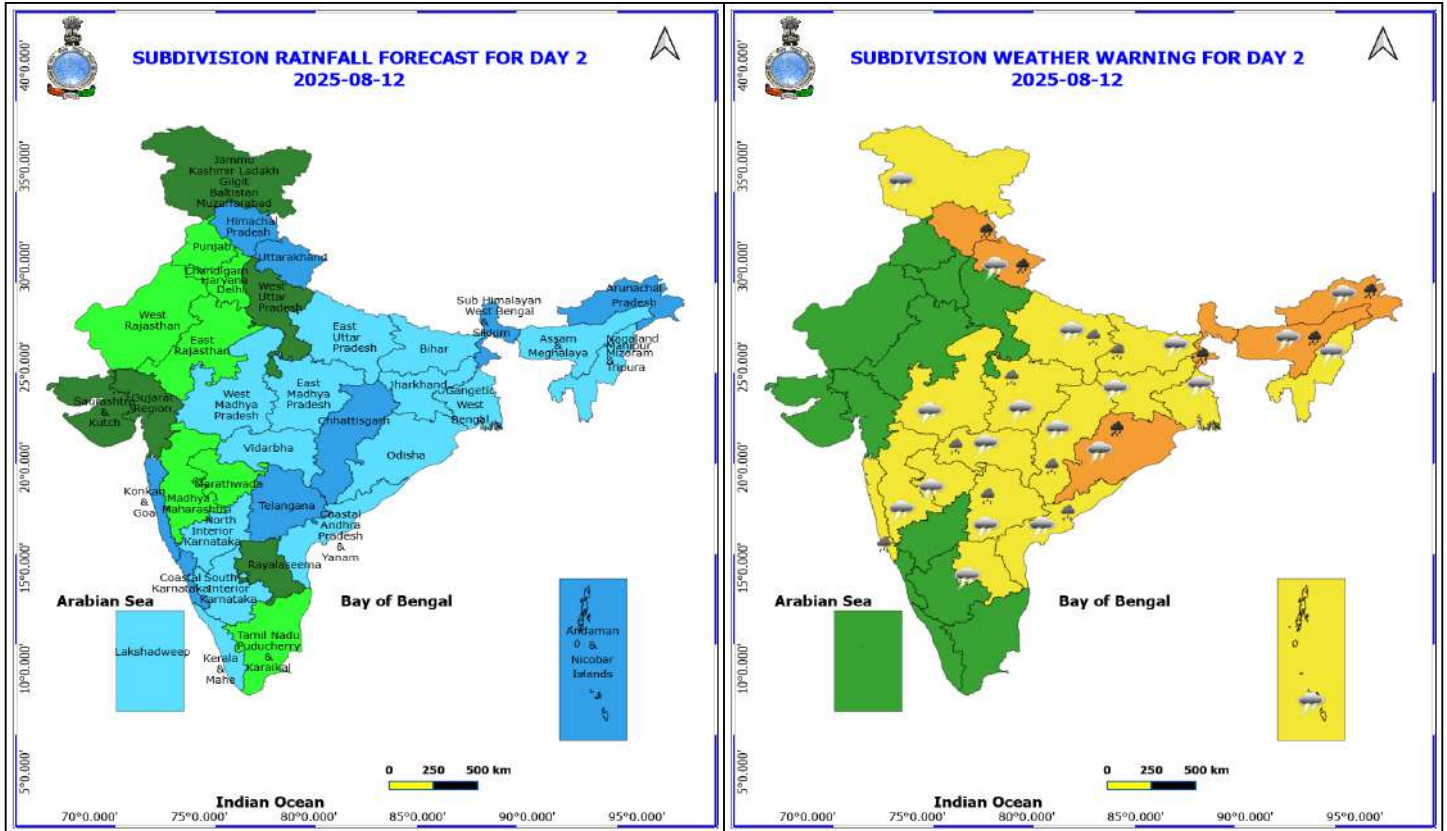 SUBDIVISION RAINFALL FORECAST FOR DAY 2
2025-08-12
Jammu
Kashmir Ladakh
Gilgit
Baltistan
Muzaffarabad
Himachal
Pradesh
Punjab
Uttarakhand
Chandigarh
Haryana
Delhi
West
Uttar
Pradesh
West
Rajasthan
East
Rajasthan
East
Uttar
Pradesh
Bihar
Sub Himalayan
West Bengal
&
Sikkim
Arunachal
Pradesh
Assam
&
Meghalaya
Nagaland
Manipur
Mizoram
&
Tripura
Saurashtra
&
Kutch
Gujarat
Region
West
Madhya
Pradesh
East
Madhya
Pradesh
Jharkhand
Gangetic
West
Bengal
Chhattisgarh
Vidarbha
Odisha
Konkan
&
Goa
Madhya
Maharashtra
Marathwada
Telangana
North
Interior
Karnataka
Coastal
Andhra
Pradesh
&
Yanam
Rayalaseema
Coastal
Karnataka
South
Interior
Karnataka
Arabian Sea
Bay of Bengal
Lakshadweep
Tamil Nadu
Puducherry
&
Karaikal
Kerala
&
Mahe
Andaman
&
Nicobar
Islands
0 250 500 km
Indian Ocean
40°0.000'
35°0.000'
30°0.000'
25°0.000'
20°0.000'
15°0.000'
10°0.000'
5°0.000'
70°0.000' 75°0.000' 80°0.000' 85°0.000' 90°0.000' 95°0.000'
SUBDIVISION WEATHER WARNING FOR DAY 2
2025-08-12
Arabian Sea
Bay of Bengal
0 250 500 km
Indian Ocean
40°0.000'
35°0.000'
30°0.000'
25°0.000'
20°0.000'
15°0.000'
10°0.000'
5°0.000'
70°0.000' 75°0.000' 80°0.000' 85°0.000' 90°0.000' 95°0.000'